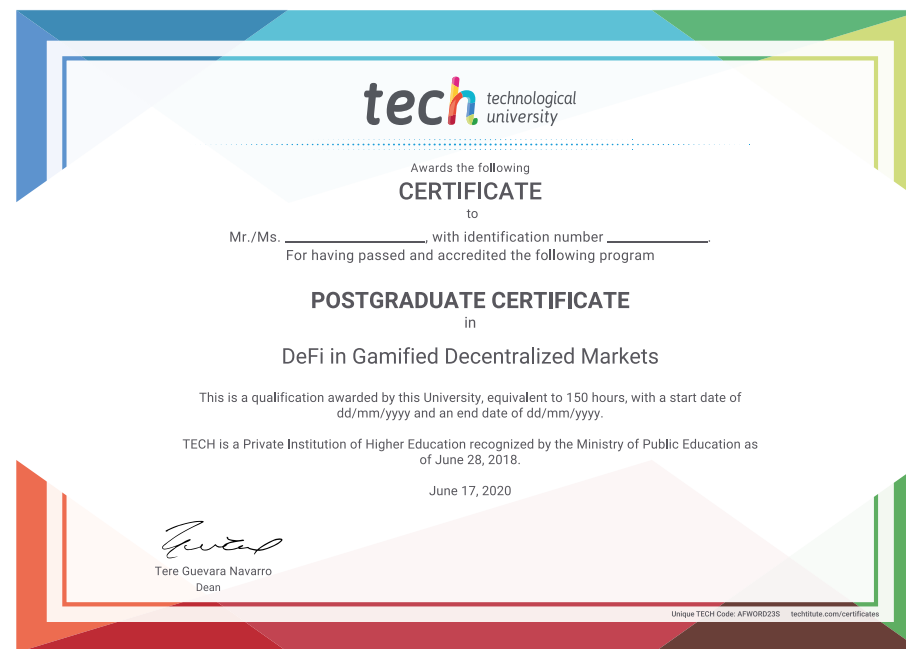 tech technological
university
Awards the following
CERTIFICATE
to
Mr./Ms. ____________________, with identification number ______________.
For having passed and accredited the following program
POSTGRADUATE CERTIFICATE
in
DeFi in Gamified Decentralized Markets
This is a qualification awarded by this University, equivalent to 150 hours, with a start date of
dd/mm/yyyy and an end date of dd/mm/yyyy.
TECH is a Private Institution of Higher Education recognized by the Ministry of Public Education as
of June 28, 2018.
June 17, 2020
Tere Guevara Navarro
Dean
Unique TECH Code: AFWORD23S techtitute.com/certificates